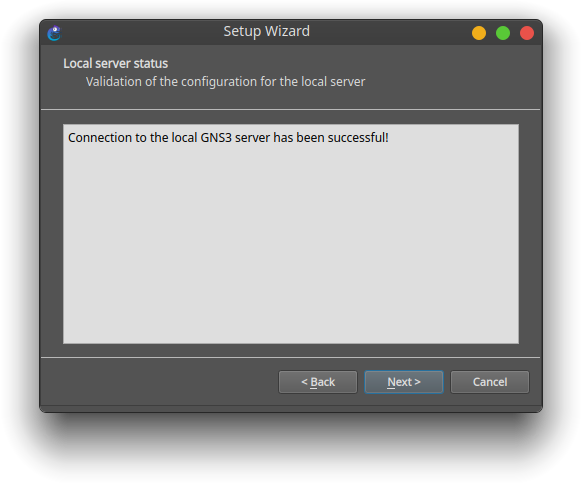 Setup Wizard
Local server status
Validation of the configuration for the local server
Connection to the local GNS3 server has been successful!
< Back
Next >
Cancel